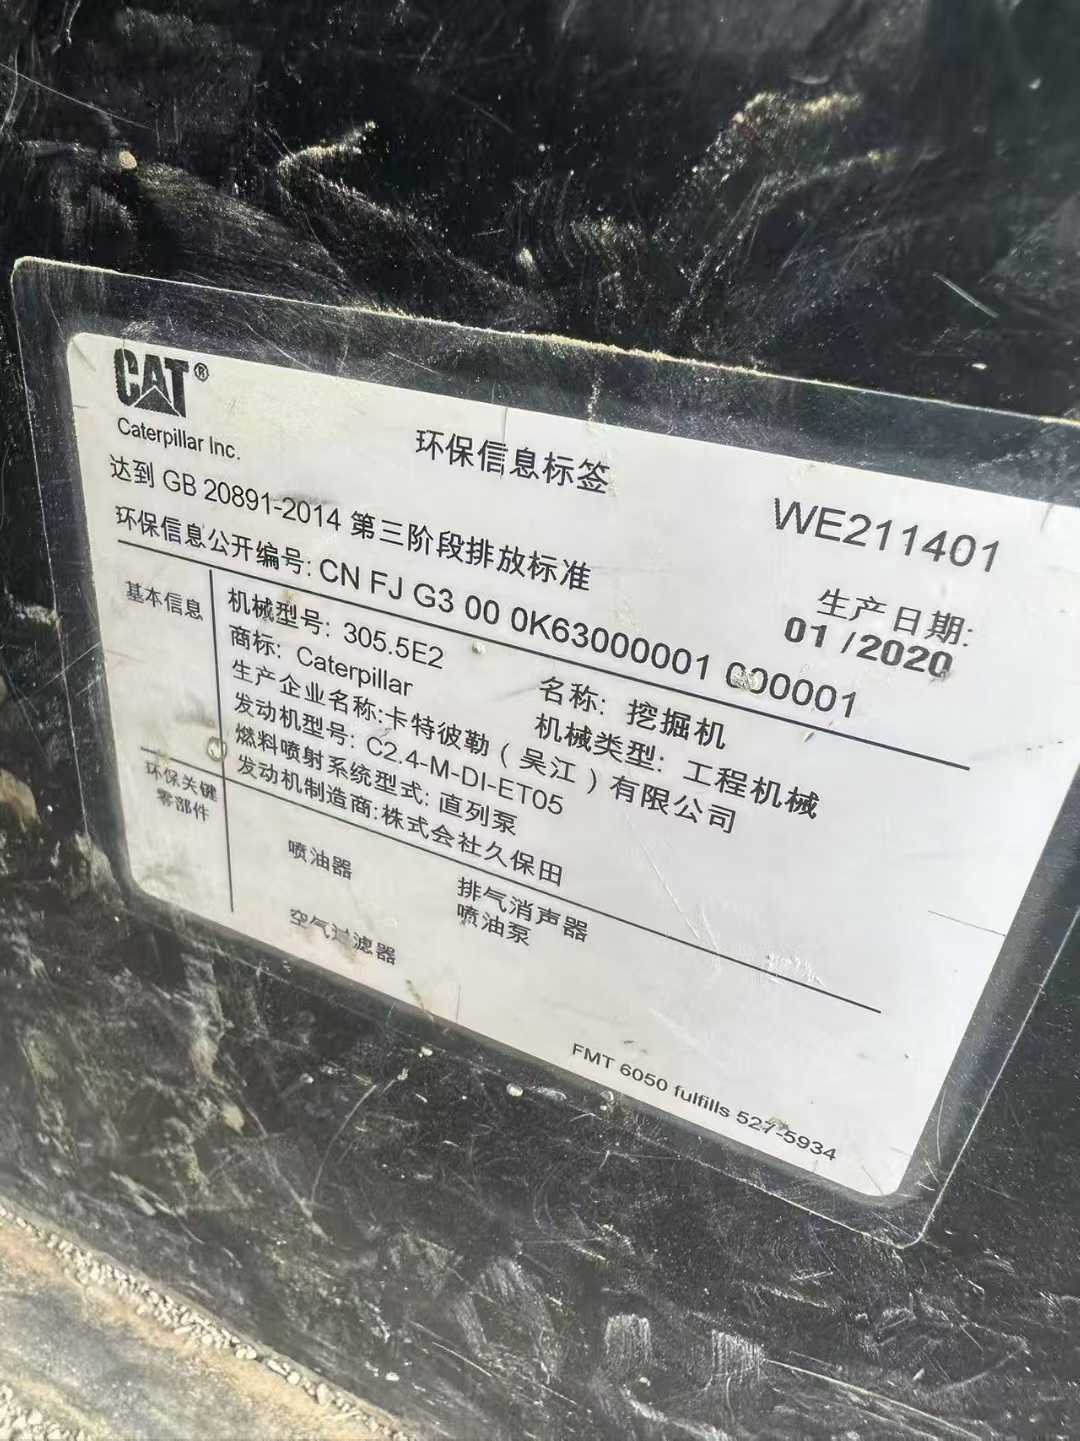 CAT®
Caterpillar Inc.
环保信息标签
WE211401
达到 GB 20891-2014 第三阶段排放标准
生产日期:
01/2020
环保信息公开编号: CN FJ G3 00 0K63000001 000001
基本信息
机械型号: 305.5E2
名称: 挖掘机
商标: Caterpillar
机械类型: 工程机械
生产企业名称:卡特彼勒（吴江）有限公司
发动机型号: C2.4-M-DI-ET05
燃料喷射系统型式: 直列泵
发动机制造商:株式会社久保田
环保关键
零部件
喷油器
排气消声器
喷油泵
空气过滤器
FMT 6050 fulfills 527-5934